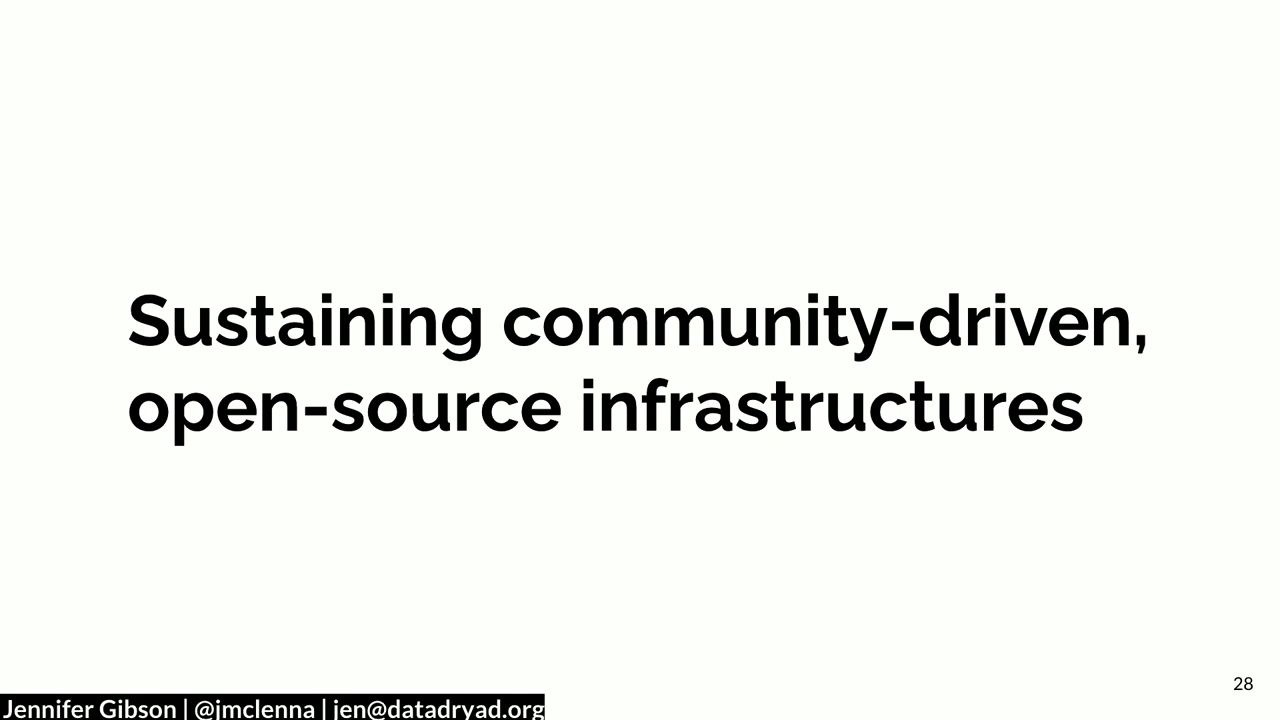 Sustaining community-driven,
open-source infrastructures
28
Jennifer Gibson | @jmclenna | jen@datadryad.org